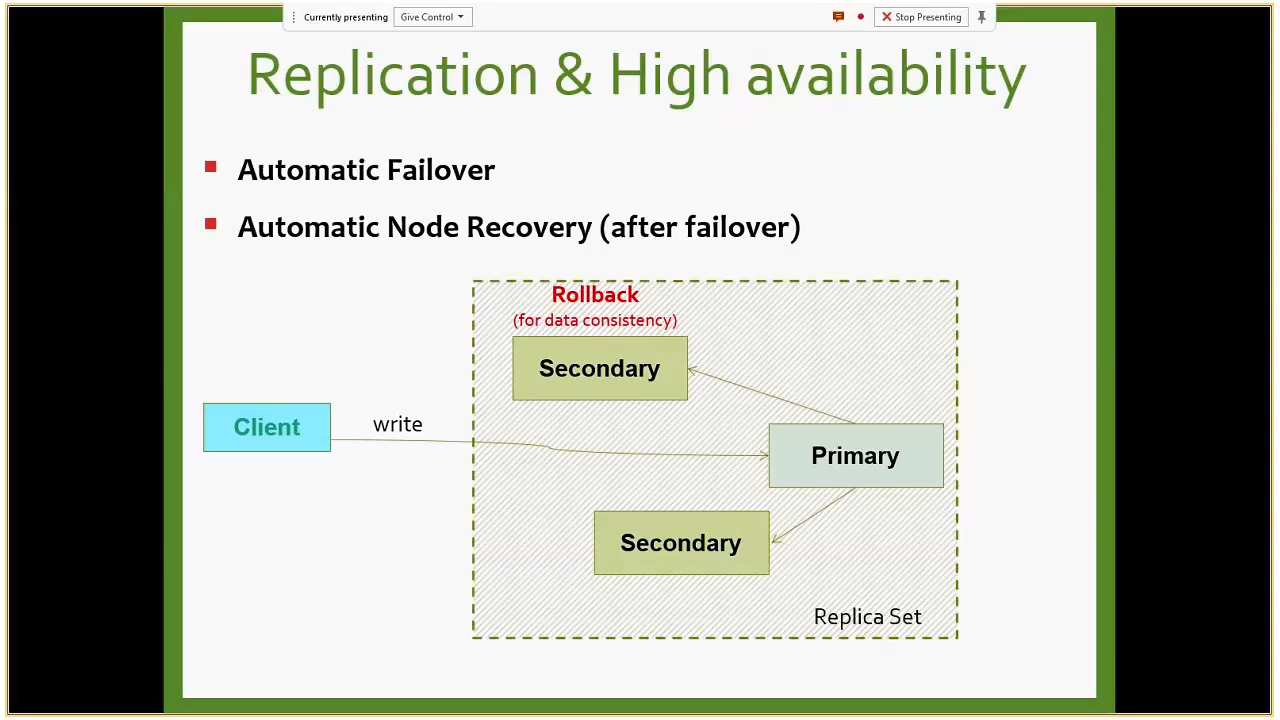 Currently presenting
Give Control
Stop Presenting
Replication & High availability
Automatic Failover
Automatic Node Recovery (after failover)
Rollback
(for data consistency)
Secondary
Client
write
Primary
Secondary
Replica Set